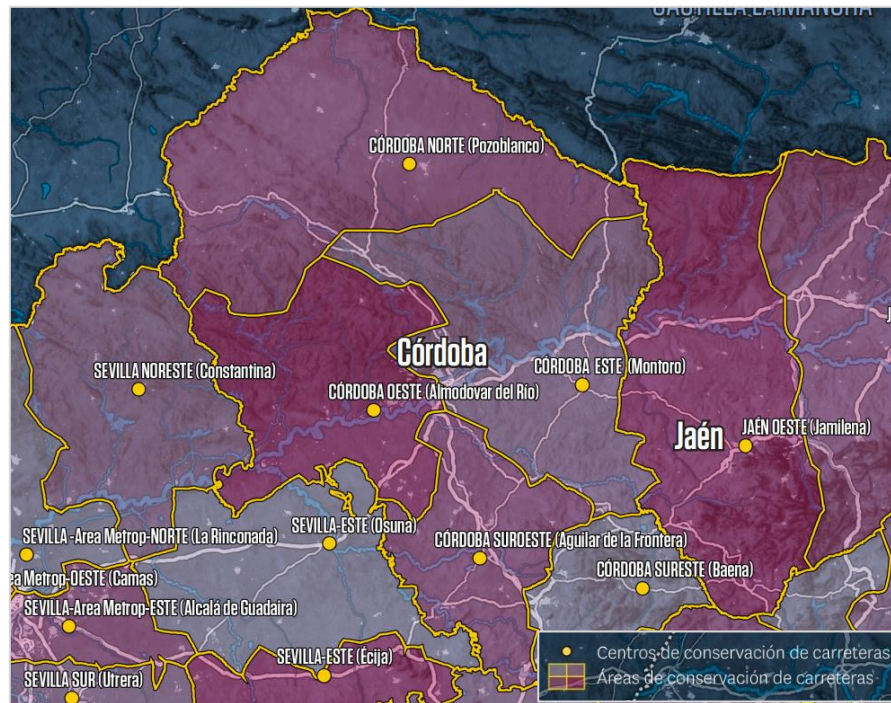 CASTILLA LA MANCHA
CÓRDOBA NORTE (Pozoblanco)
Córdoba
SEVILLA NORESTE (Constantina)
CÓRDOBA ESTE (Montoro)
CÓRDOBA OESTE (Almodovar del Río)
JAÉN OESTE (Jamilena)
Jaén
SEVILLA-ESTE (Osuna)
SEVILLA -Area Metrop-NORTE (La Rinconada)
CÓRDOBA SUROESTE (Aguilar de la Frontera)
CÓRDOBA SURESTE (Baena)
ea Metrop-OESTE (Camas)
SEVILLA-Area Metrop-ESTE (Alcalá de Guadaira)
SEVILLA-ESTE (Écija)
SEVILLA SUR (Utrera)
Centros de conservación de carreteras
Áreas de conservación de carreteras